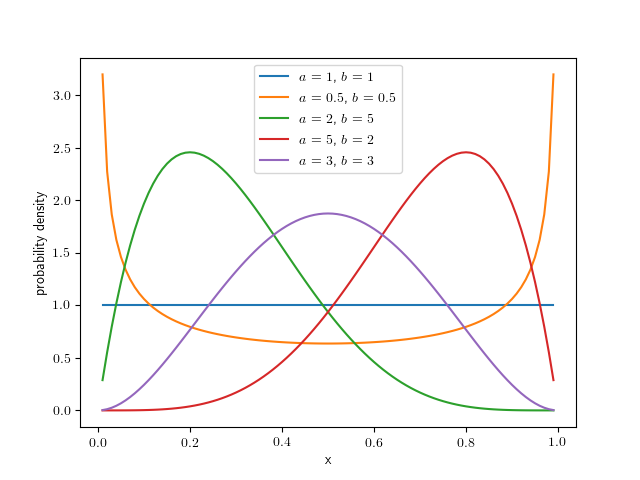 a = 1, b = 1
a = 0.5, b = 0.5
a = 2, b = 5
a = 5, b = 2
a = 3, b = 3
probability density
3.0
2.5
2.0
1.5
1.0
0.5
0.0
0.0 0.2 0.4 0.6 0.8 1.0
x